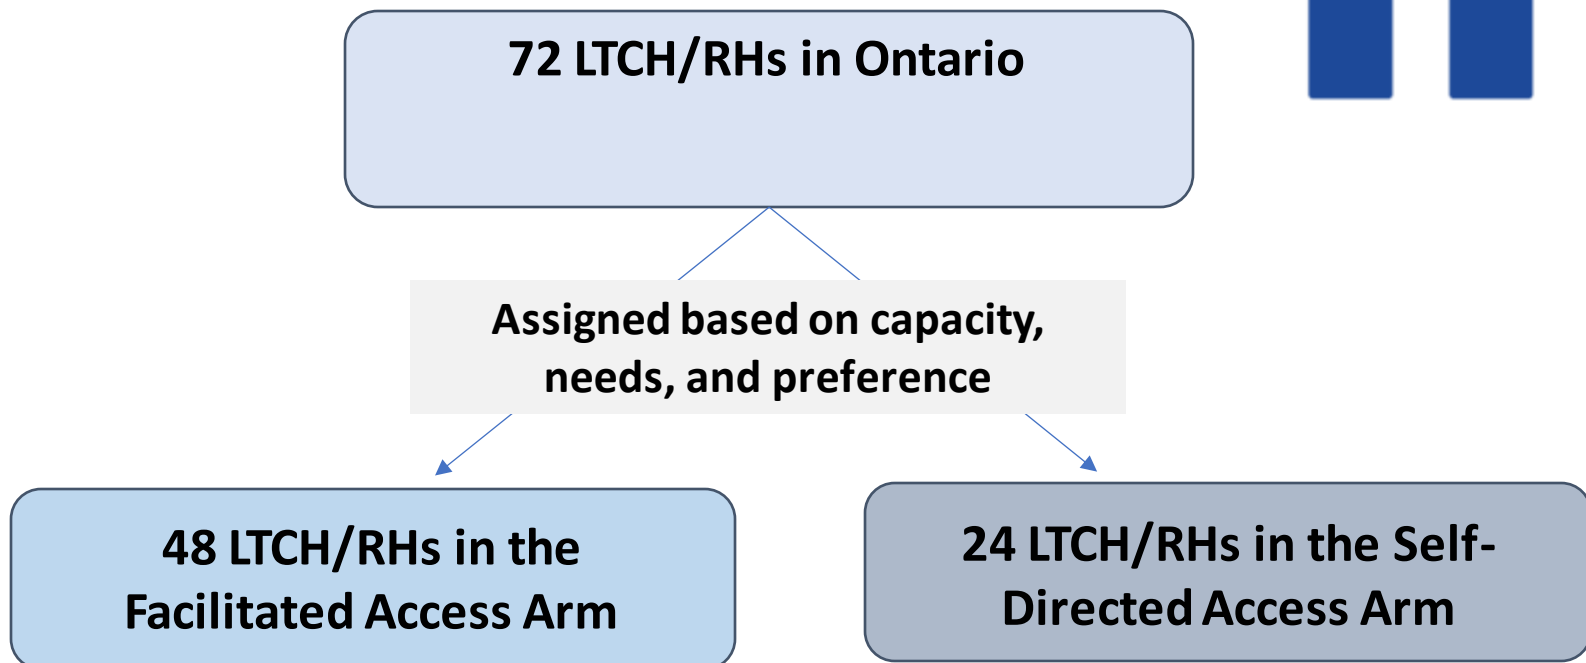 72 LTCH/RHs in Ontario
Assigned based on capacity,
needs, and preference
48 LTCH/RHs in the
Facilitated Access Arm
24 LTCH/RHs in the Self-
Directed Access Arm